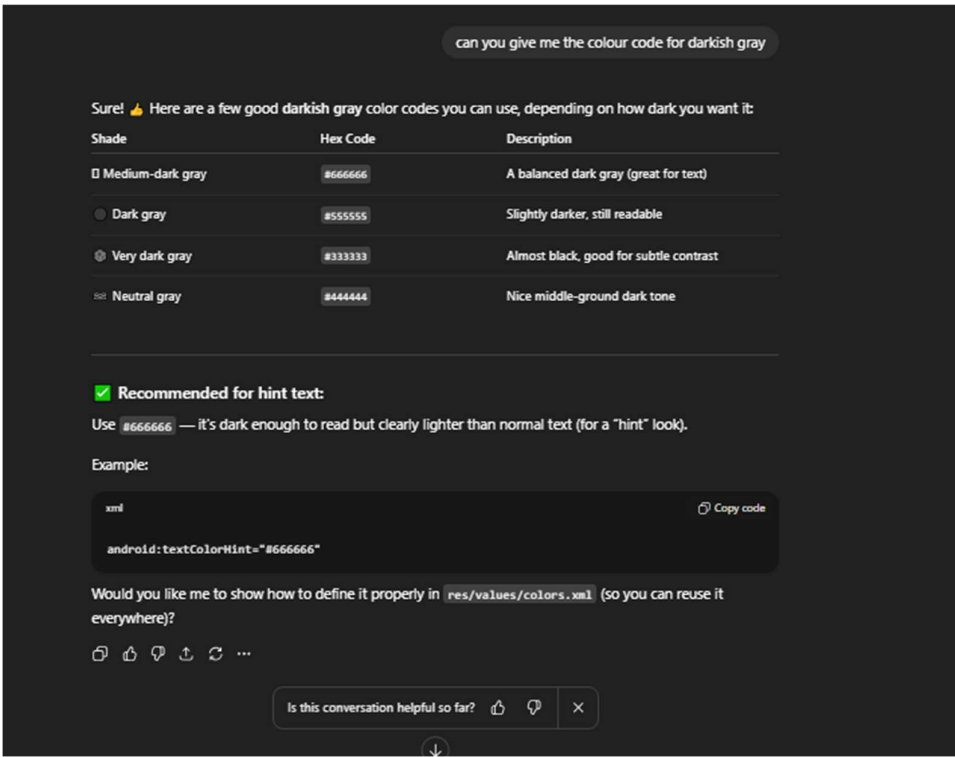 can you give me the colour code for darkish gray
Sure! 👍 Here are a few good darkish gray color codes you can use, depending on how dark you want it:
Shade Hex Code Description
Medium-dark gray #666666 A balanced dark gray (great for text)
Dark gray #555555 Slightly darker, still readable
Very dark gray #333333 Almost black, good for subtle contrast
Neutral gray #444444 Nice middle-ground dark tone
✅ Recommended for hint text:
Use #666666 — it's dark enough to read but clearly lighter than normal text (for a "hint" look).
Example:
xml Copy code
android:textColorHint="#666666"
Would you like me to show how to define it properly in res/values/colors.xml (so you can reuse it
everywhere)?
Is this conversation helpful so far?